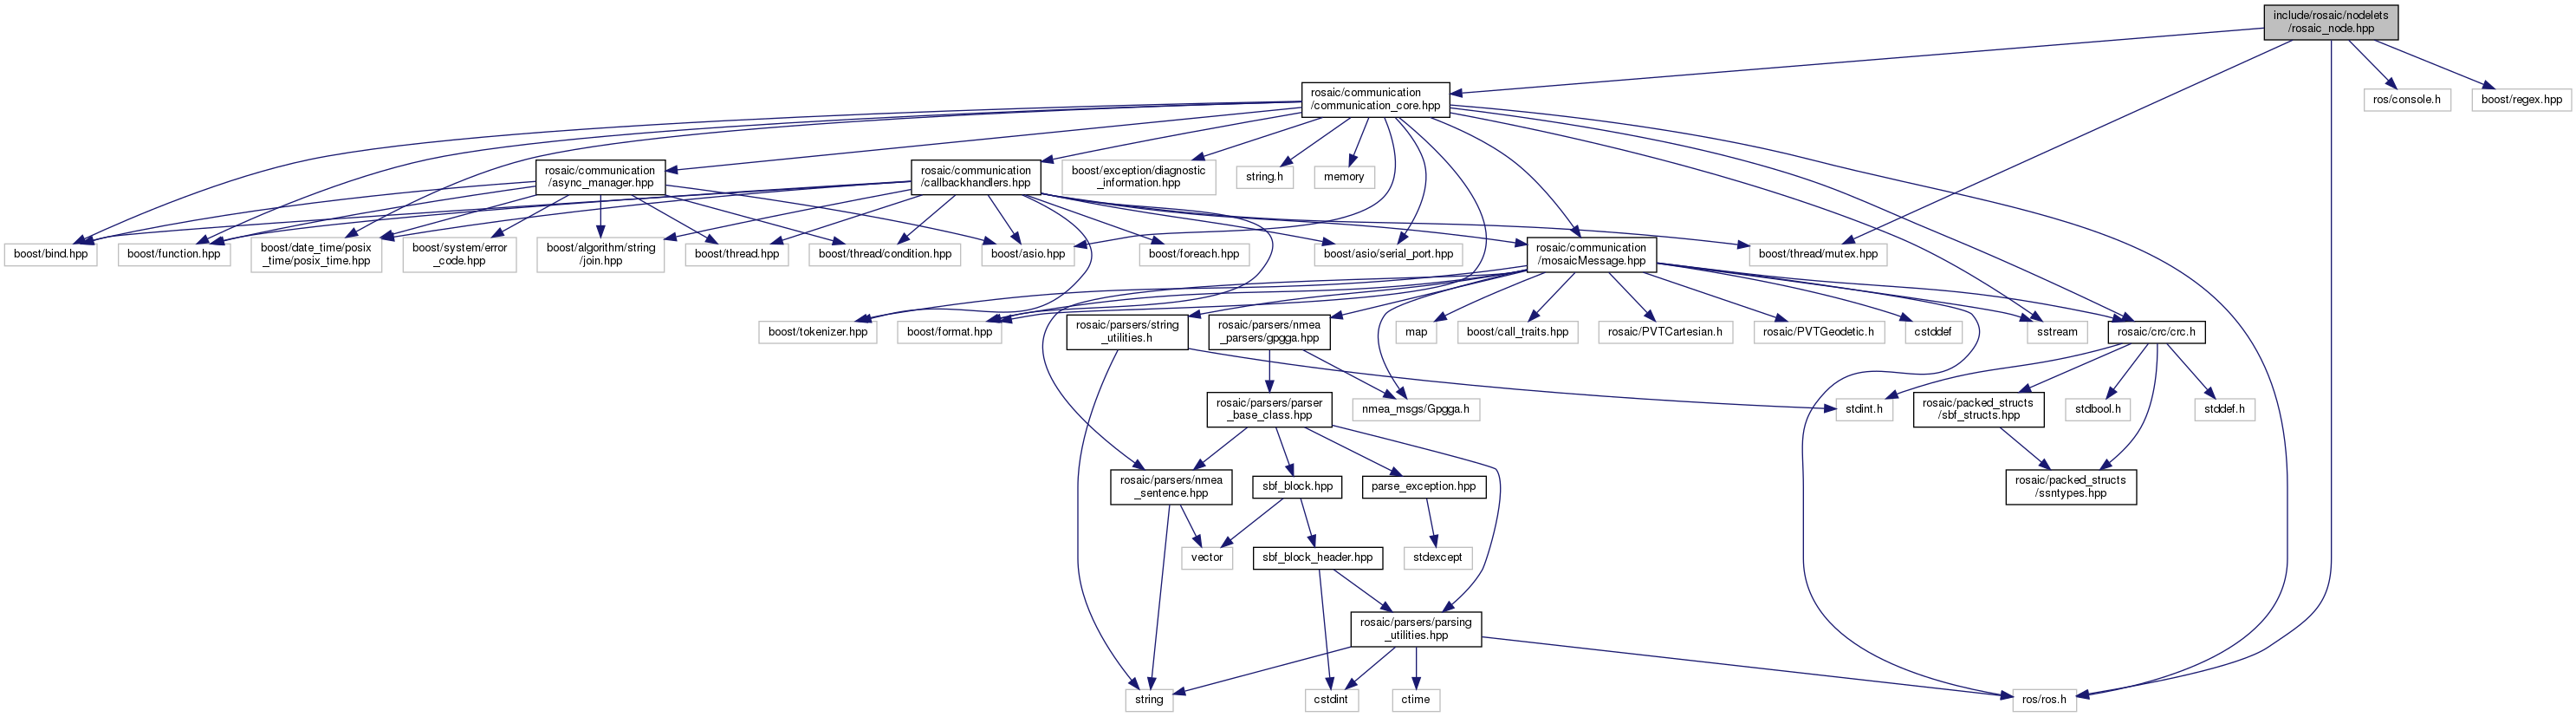 include/rosaic/nodelets
/rosaic_node.hpp
rosaic/communication
/communication_core.hpp
ros/console.h
boost/regex.hpp
rosaic/communication
/async_manager.hpp
rosaic/communication
/callbackhandlers.hpp
boost/exception/diagnostic
_information.hpp
string.h
memory
boost/bind.hpp
boost/function.hpp
boost/date_time/posix
_time/posix_time.hpp
boost/system/error
_code.hpp
boost/algorithm/string
/join.hpp
boost/thread.hpp
boost/thread/condition.hpp
boost/asio.hpp
boost/foreach.hpp
boost/asio/serial_port.hpp
rosaic/communication
/mosaicMessage.hpp
boost/thread/mutex.hpp
boost/tokenizer.hpp
boost/format.hpp
rosaic/parsers/string
_utilities.h
rosaic/parsers/nmea
_parsers/gpgga.hpp
map
boost/call_traits.hpp
rosaic/PVTCartesian.h
rosaic/PVTGeodetic.h
cstddef
sstream
rosaic/crc/crc.h
rosaic/parsers/parser
_base_class.hpp
nmea_msgs/Gpgga.h
stdint.h
rosaic/packed_structs
/sbf_structs.hpp
stdbool.h
stddef.h
rosaic/parsers/nmea
_sentence.hpp
sbf_block.hpp
parse_exception.hpp
rosaic/packed_structs
/ssntypes.hpp
vector
sbf_block_header.hpp
stdexcept
rosaic/parsers/parsing
_utilities.hpp
string
cstdint
ctime
ros/ros.h